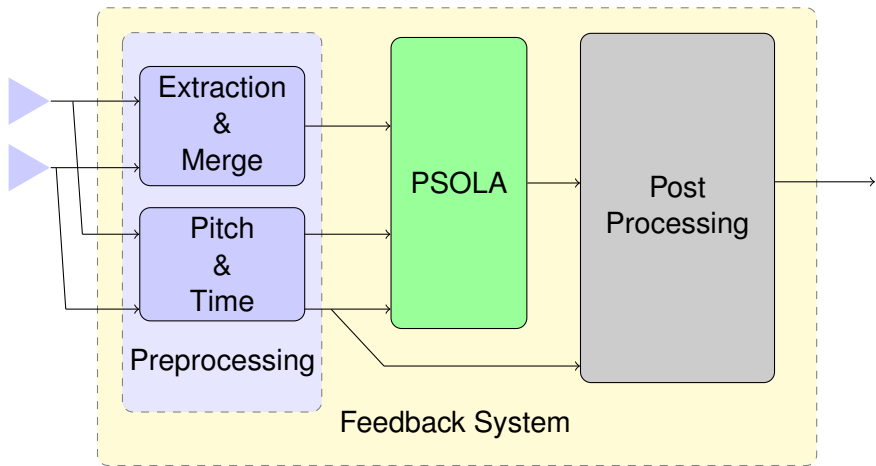 Extraction
&
Merge
Pitch
&
Time
Preprocessing
PSOLA
Post
Processing
Feedback System